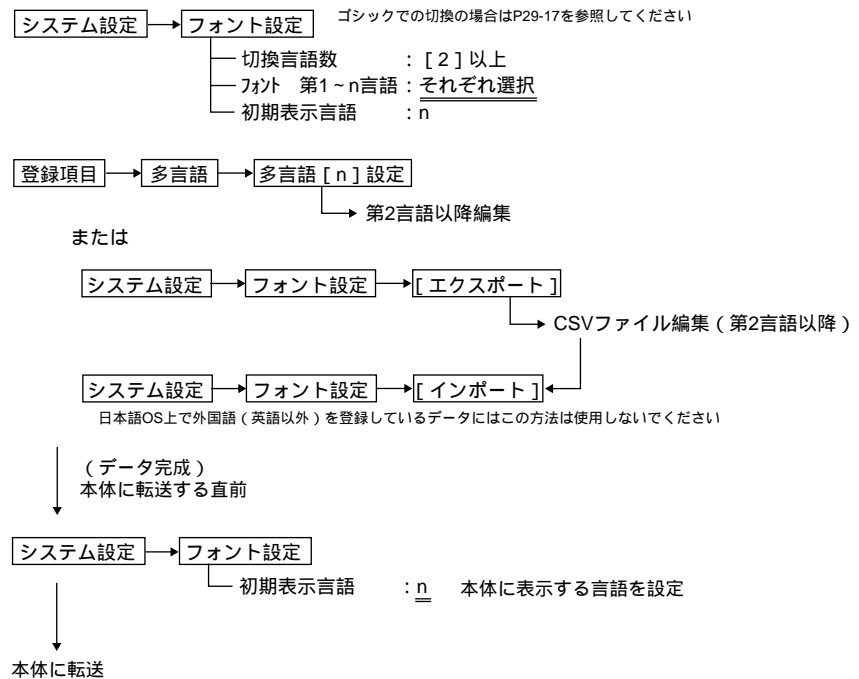 システム設定 フォント設定 ゴシックでの切換の場合はP29-17を参照してください
切換言語数 : [ 2 ] 以上
ﾌｫﾝﾄ 第1 ~ n言語 : それぞれ選択
初期表示言語 : n
登録項目 多言語 多言語 [ n ] 設定
第2言語以降編集
または
システム設定 フォント設定 [ エクスポート ]
CSVファイル編集 ( 第2言語以降 )
システム設定 フォント設定 [ インポート ]
日本語OS上で外国語 ( 英語以外 ) を登録しているデータにはこの方法は使用しないでください
( データ完成 )
本体に転送する直前
システム設定 フォント設定
初期表示言語 : n 本体に表示する言語を設定
本体に転送